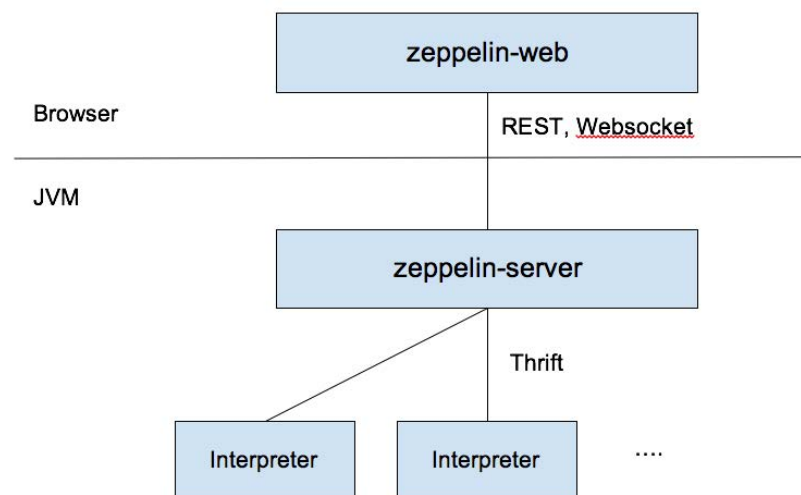 zeppelin-web
Browser
REST, Websocket
JVM
zeppelin-server
Thrift
Interpreter
Interpreter
....